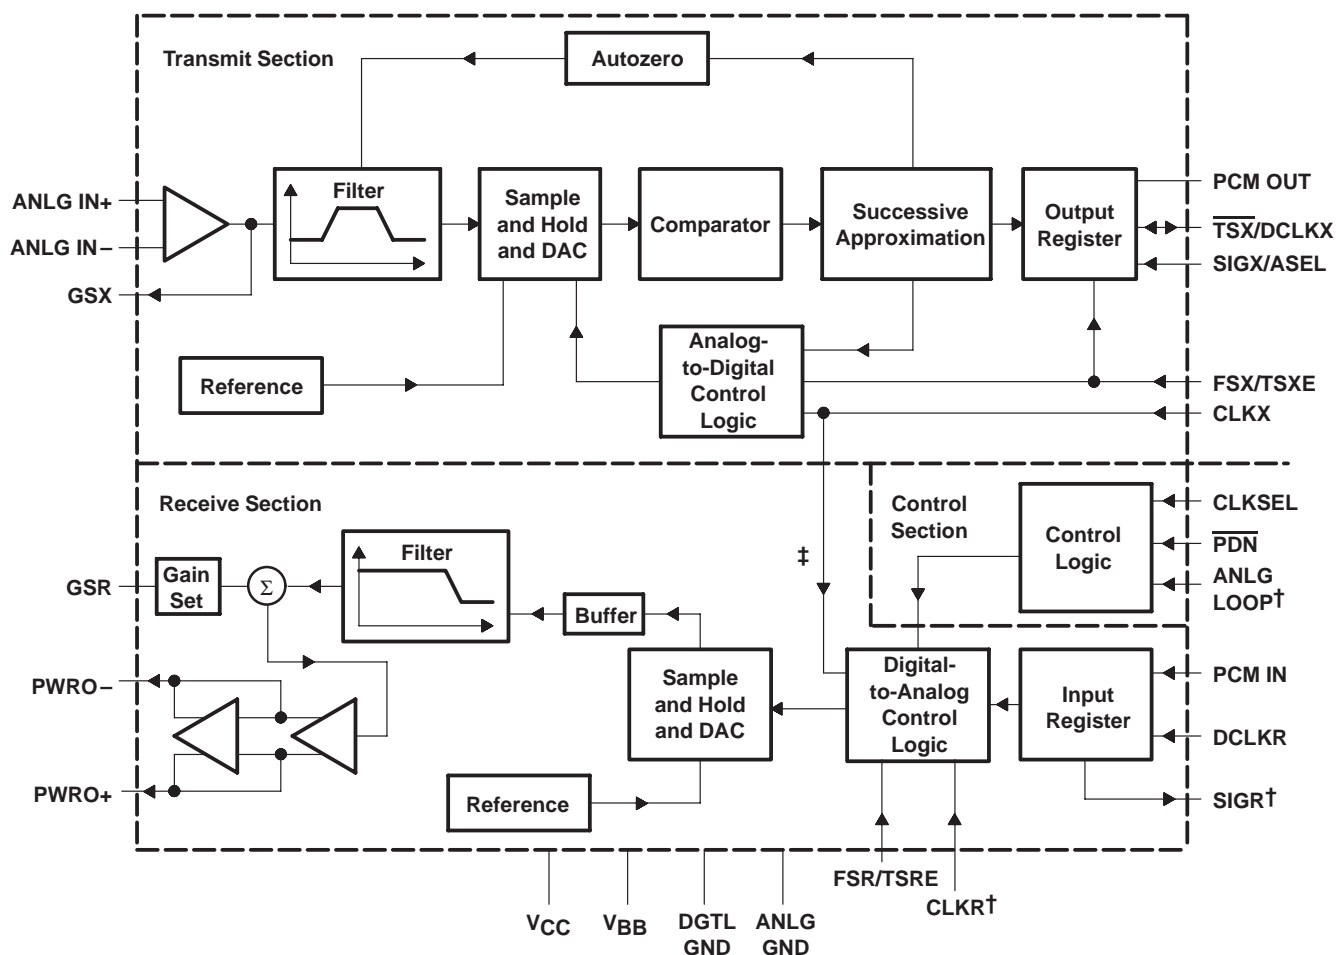 Transmit Section
Autozero
ANLG IN+
ANLG IN−
GSX
Filter
Sample
and Hold
and DAC
Comparator
Successive
Approximation
Output
Register
PCM OUT
TSX/DCLKX
SIGX/ASEL
Reference
Analog-
to-Digital
Control
Logic
FSX/TSXE
CLKX
Receive Section
Control
Section
Control
Logic
CLKSEL
PDN
ANLG
LOOP†
‡
GSR
Gain
Set
Σ
Filter
Buffer
PWRO−
PWRO+
Sample
and Hold
and DAC
Reference
Digital-
to-Analog
Control
Logic
Input
Register
PCM IN
DCLKR
SIGR†
VCC
VBB
DGTL
GND
ANLG
GND
FSR/TSRE
CLKR†